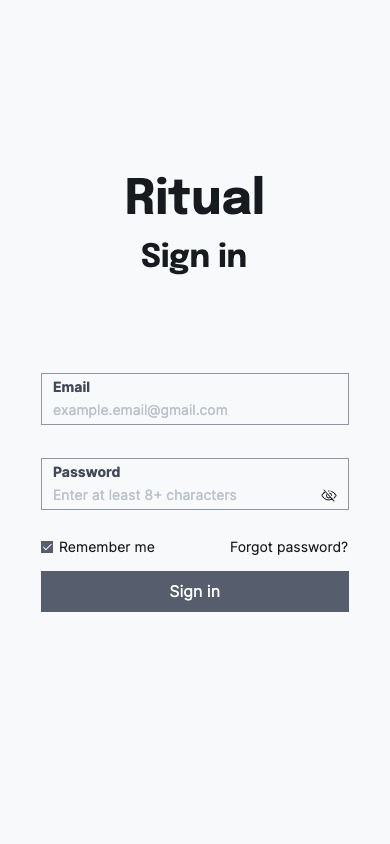 Ritual
Sign in
Email
example.email@gmail.com
Password
Enter at least 8+ characters
Remember me
Forgot password?
Sign in